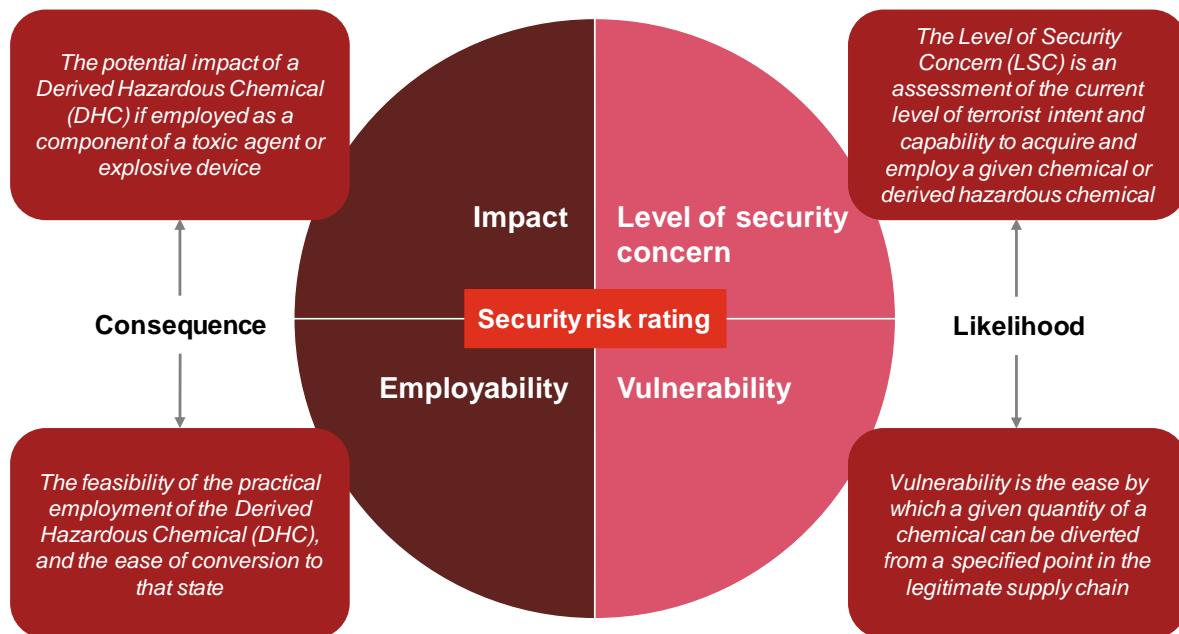 The potential impact of a
Derived Hazardous Chemical
(DHC) if employed as a
component of a toxic agent or
explosive device
The Level of Security
Concern (LSC) is an
assessment of the current
level of terrorist intent and
capability to acquire and
employ a given chemical or
derived hazardous chemical
Impact
Level of security
concern
Consequence
Security risk rating
Likelihood
Employability
Vulnerability
The feasibility of the practical
employment of the Derived
Hazardous Chemical (DHC),
and the ease of conversion to
that state
Vulnerability is the ease by
which a given quantity of a
chemical can be diverted
from a specified point in the
legitimate supply chain